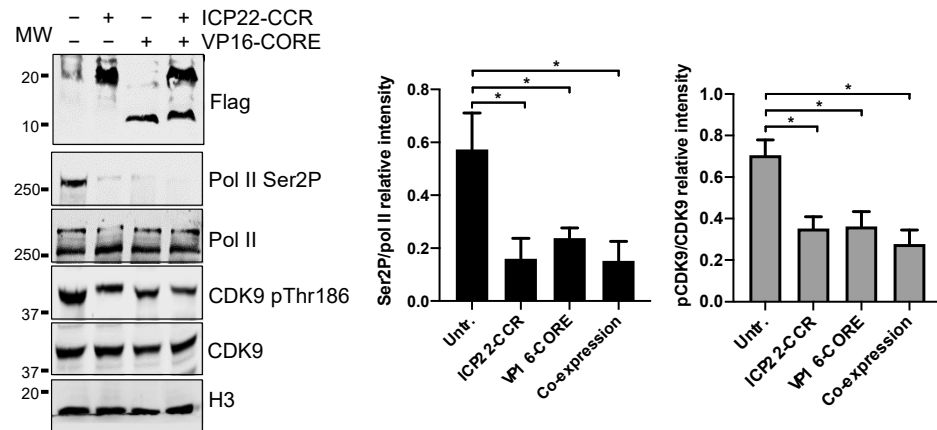 − + − + ICP22-CCR
MW − − + + VP16-CORE
20
10
Flag
250
Pol II Ser2P
250
Pol II
37
CDK9 pThr186
37
CDK9
20
H3
Ser2P/pol II relative intensity
0.8
0.6
0.4
0.2
0.0
*
*
*
Untr.
ICP22-CCR
VP16-CORE
Co-expression
pCDK9/CDK9 relative intensity
1.0
0.8
0.6
0.4
0.2
0.0
*
*
*
Untr.
ICP22-CCR
VP16-CORE
Co-expression